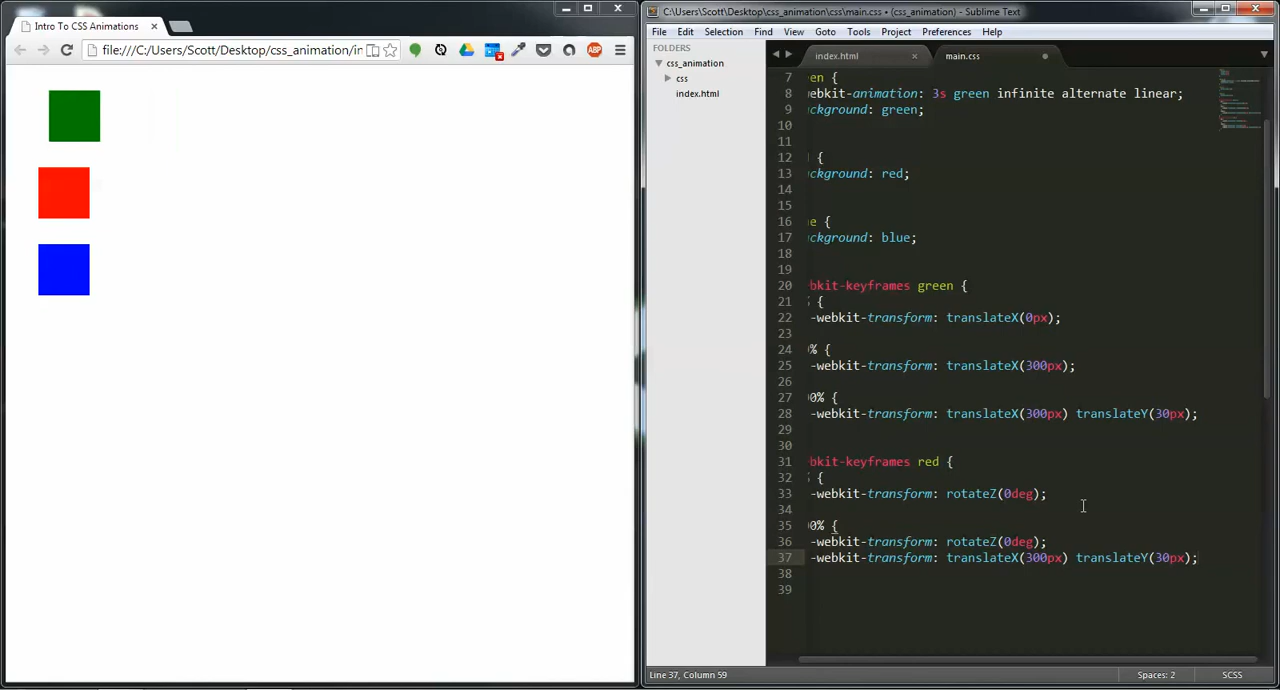 Intro To CSS Animations
file:///C:/Users/Scott/Desktop/css_animation/in
ABP
C:\Users\Scott\Desktop\css_animation\css\main.css • (css_animation) - Sublime Text
File Edit Selection Find View Goto Tools Project Preferences Help
FOLDERS
css_animation
css
index.html
index.html
main.css
7 een {
8 webkit-animation: 3s green infinite alternate linear;
9 ckground: green;
10
11
12 {
13 ckground: red;
14
15
16 ue {
17 ckground: blue;
18
19
20 bkit-keyframes green {
21 {
22 -webkit-transform: translateX(0px);
23
24 0% {
25 -webkit-transform: translateX(300px);
26
27 00% {
28 -webkit-transform: translateX(300px) translateY(30px);
29
30
31 bkit-keyframes red {
32 {
33 -webkit-transform: rotateZ(0deg);
34
35 00% {
36 -webkit-transform: rotateZ(0deg);
37 -webkit-transform: translateX(300px) translateY(30px);
38
39
Line 37, Column 59
Spaces: 2
SCSS